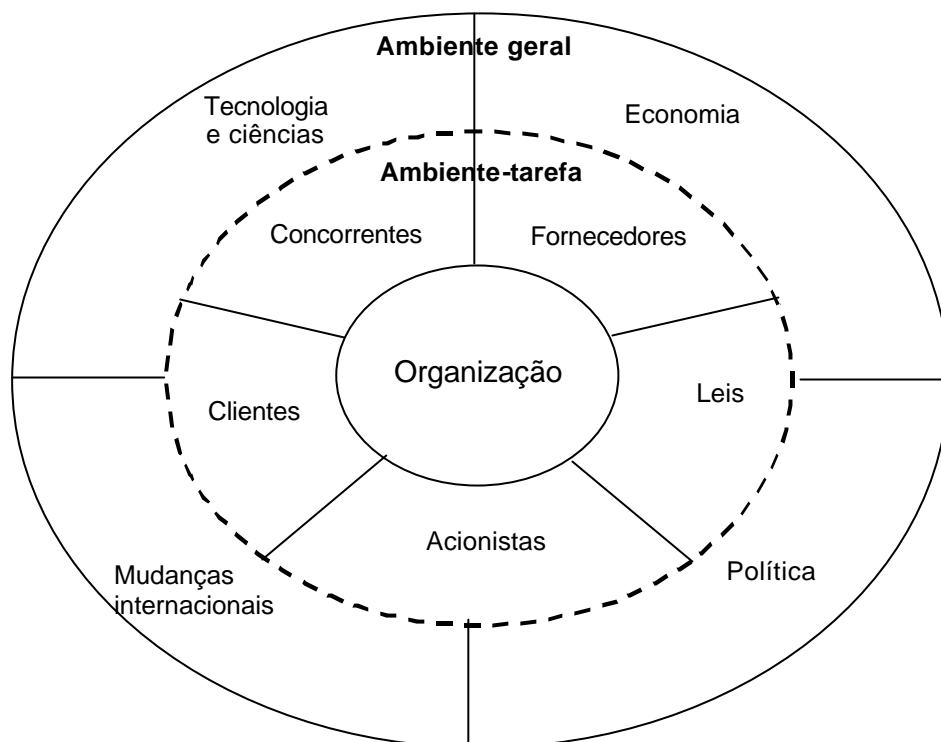 Ambiente geral
Tecnologia
e ciências
Economia
Ambiente-tarefa
Concorrentes
Fornecedores
Organização
Clientes
Leis
Acionistas
Mudanças
internacionais
Política